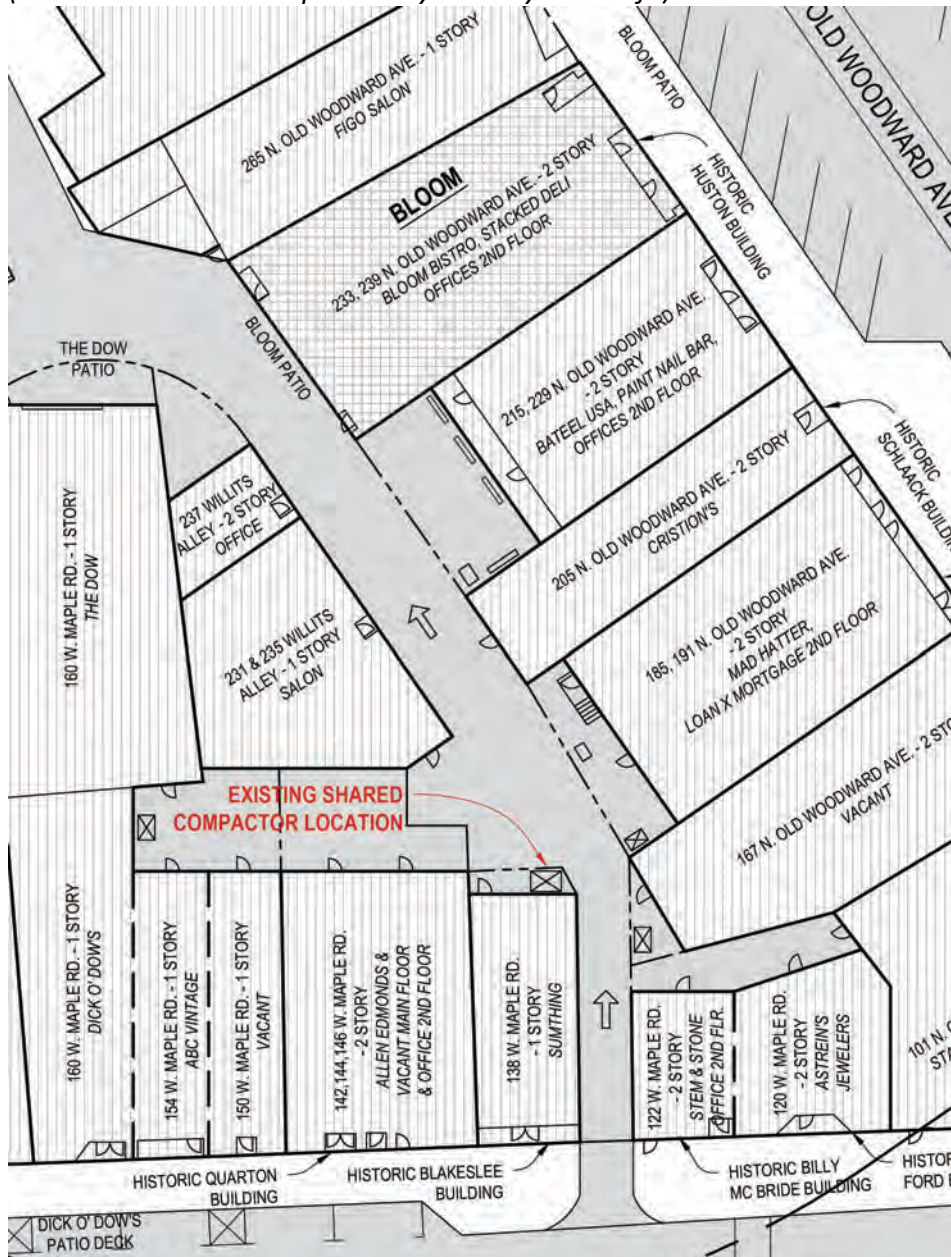 OLD WOODWARD AVE
BLOOM PATIO
265 N. OLD WOODWARD AVE. - 1 STORY
FIGO SALON
HISTORIC
HUSTON BUILDING
BLOOM
233, 239 N. OLD WOODWARD AVE. - 2 STORY
BLOOM BISTRO, STACKED DELI
OFFICES 2ND FLOOR
BLOOM PATIO
THE DOW
PATIO
215, 229 N. OLD WOODWARD AVE.
- 2 STORY
BATEEL USA, PAINT NAIL BAR,
OFFICES 2ND FLOOR
HISTORIC
SCHLAACK BUILDIN
237 WILLITS
ALLEY - 2 STORY
OFFICE
205 N. OLD WOODWARD AVE. - 2 STORY
CRISTION'S
160 W. MAPLE RD. - 1 STORY
THE DOW
231 & 235 WILLITS
ALLEY - 1 STORY
SALON
185, 191 N. OLD WOODWARD AVE.
- 2 STORY
MAD HATTER,
LOAN X MORTGAGE 2ND FLOOR
167 N. OLD WOODWARD AVE. - 2 STO
VACANT
EXISTING SHARED
COMPACTOR LOCATION
160 W. MAPLE RD. - 1 STORY
DICK O' DOW'S
154 W. MAPLE RD. - 1 STORY
ABC VINTAGE
150 W. MAPLE RD. - 1 STORY
VACANT
142,144,146 W. MAPLE RD.
- 2 STORY
ALLEN EDMONDS &
VACANT MAIN FLOOR
& OFFICE 2ND FLOOR
138 W. MAPLE RD.
- 1 STORY
SUMTHING
122 W. MAPLE RD.
- 2 STORY
STEM & STONE
OFFICE 2ND FLR.
120 W. MAPLE RD.
- 2 STORY
ASTREIN'S
JEWELERS
101 N.
STA
HISTORIC QUARTON
BUILDING
HISTORIC BLAKESLEE
BUILDING
HISTORIC BILLY
MC BRIDE BUILDING
HISTOR
FORD
DICK O' DOW'S
PATIO DECK